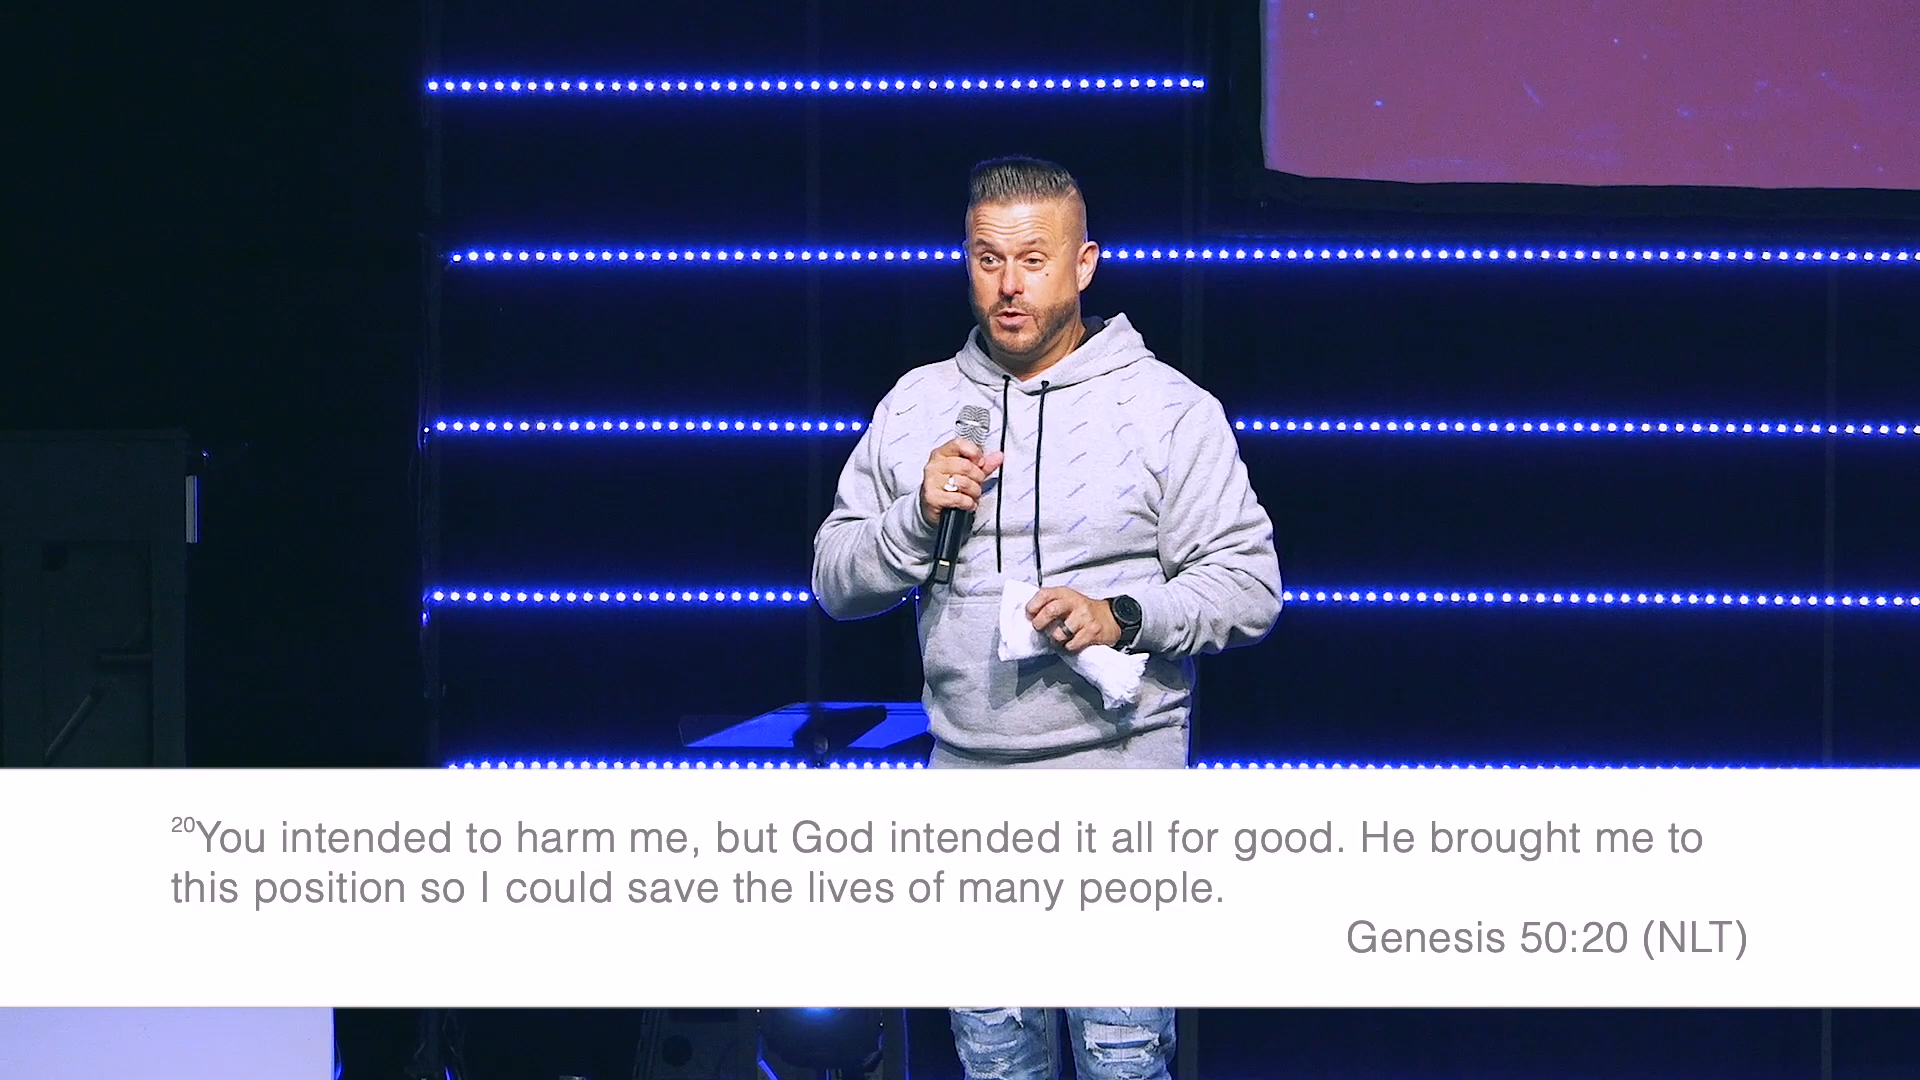 20You intended to harm me, but God intended it all for good. He brought me to
this position so I could save the lives of many people.
Genesis 50:20 (NLT)